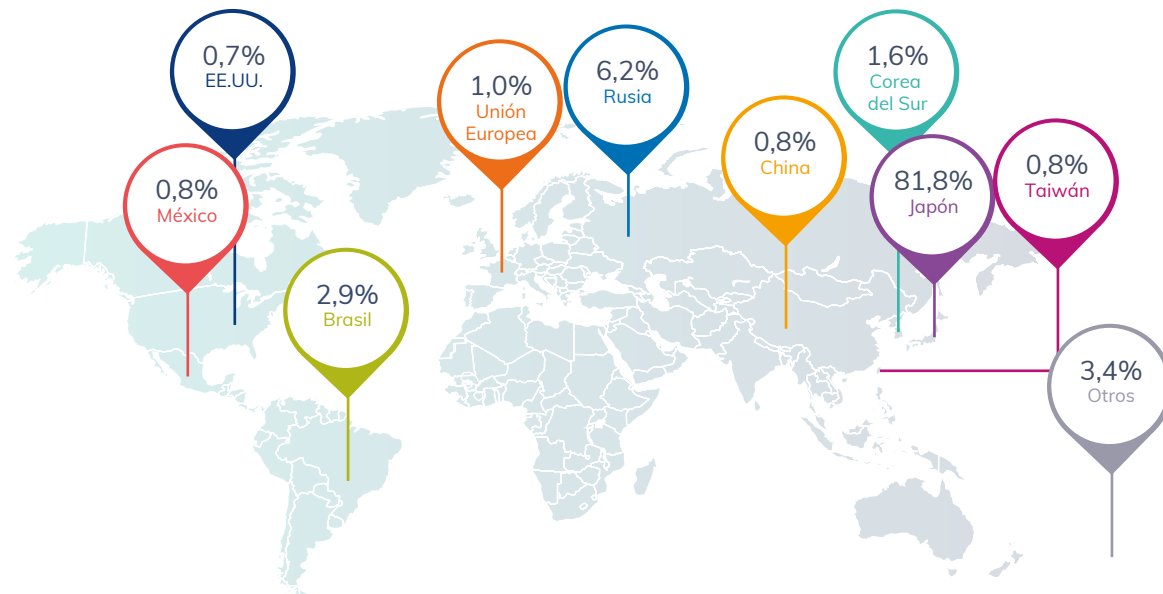 0,7%
EE.UU.
1,0%
Unión
Europea
6,2%
Rusia
1,6%
Corea
del Sur
0,8%
México
0,8%
China
81,8%
Japón
0,8%
Taiwán
2,9%
Brasil
3,4%
Otros